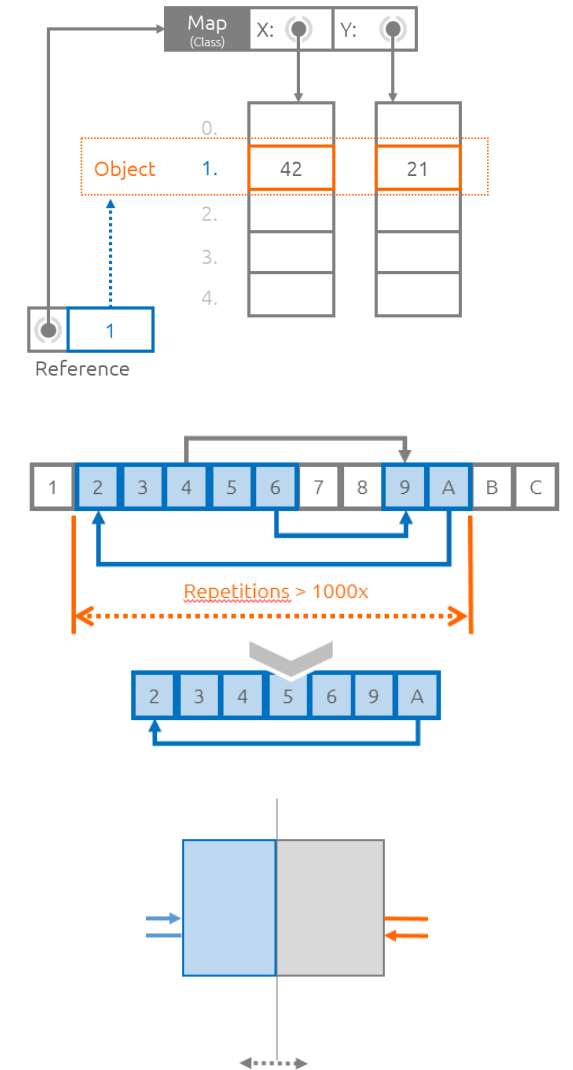 Map X: Y:
(Class)
0.
Object 1. 42 21
2.
3.
4.
1
Reference
1 2 3 4 5 6 7 8 9 A B C
Repetitions > 1000x
2 3 4 5 6 9 A